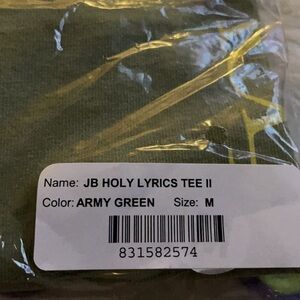 Name: JB HOLY LYRICS TEE II
Color: ARMY GREEN Size: M
831582574